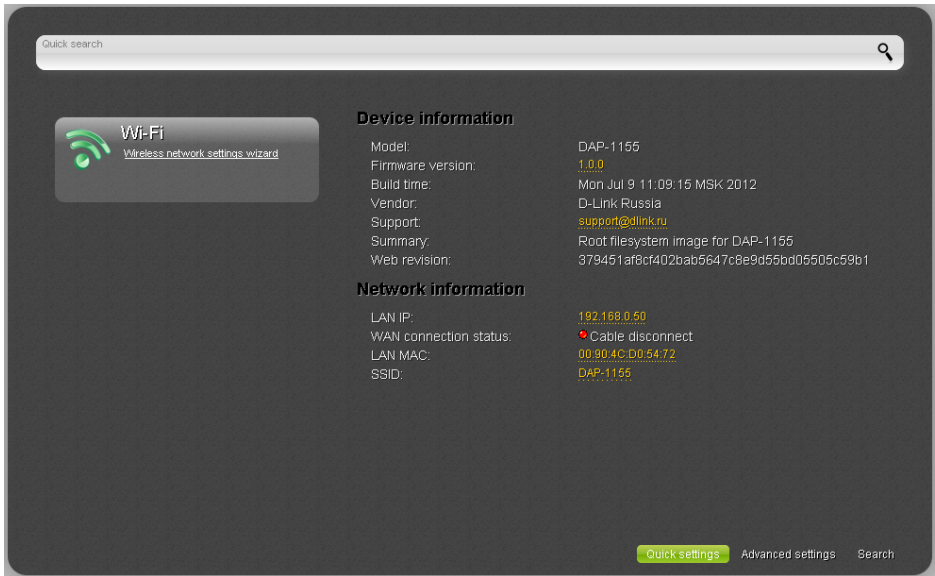 Quick search
Wi-Fi
Wireless network settings wizard
Device information
Model: DAP-1155
Firmware version: 1.0.0
Build time: Mon Jul 9 11:09:15 MSK 2012
Vendor: D-Link Russia
Support: support@dlink.ru
Summary: Root filesystem image for DAP-1155
Web revision: 379451af8cf402bab5647c8e9d55bd05505c59b1
Network information
LAN IP: 192.168.0.50
WAN connection status: Cable disconnect
LAN MAC: 00:90:4C:D0:54:72
SSID: DAP-1155
Quick settings Advanced settings Search